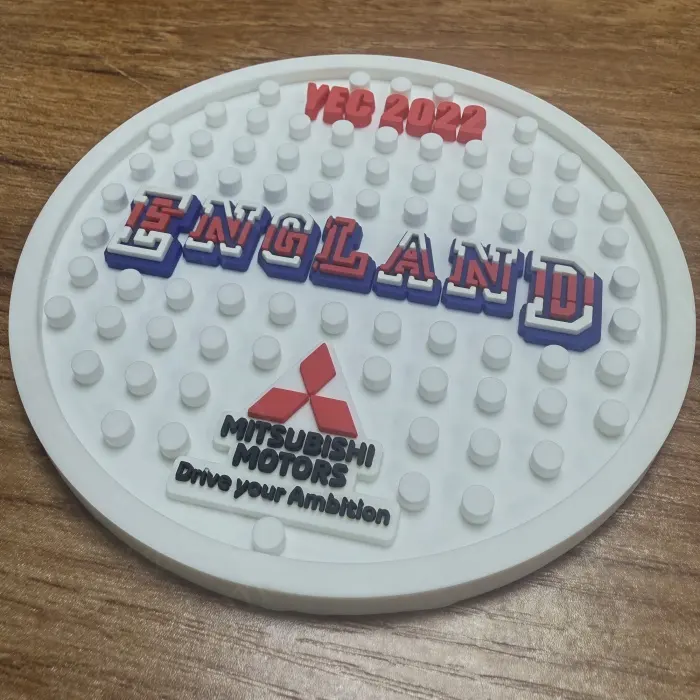 YEC 2022
ENGLAND
MITSUBISHI
MOTORS
Drive your Ambition